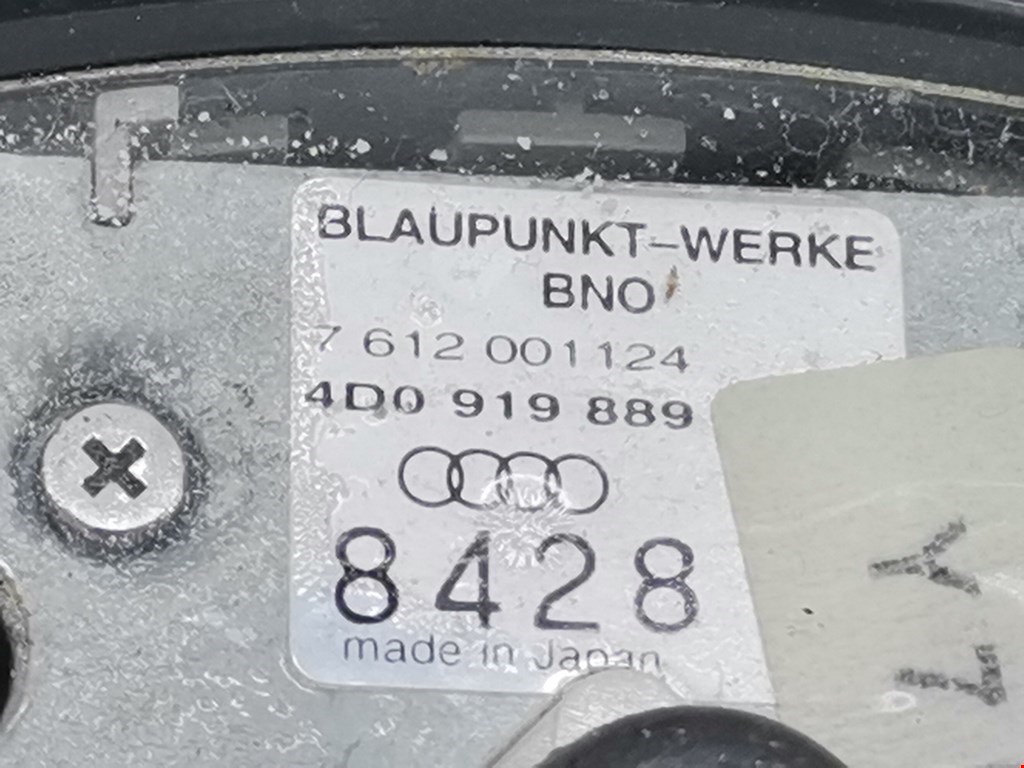 BLAUPUNKT-WERKE
BNO
7 612 001124
4D0 919 889
8428
made in Japan